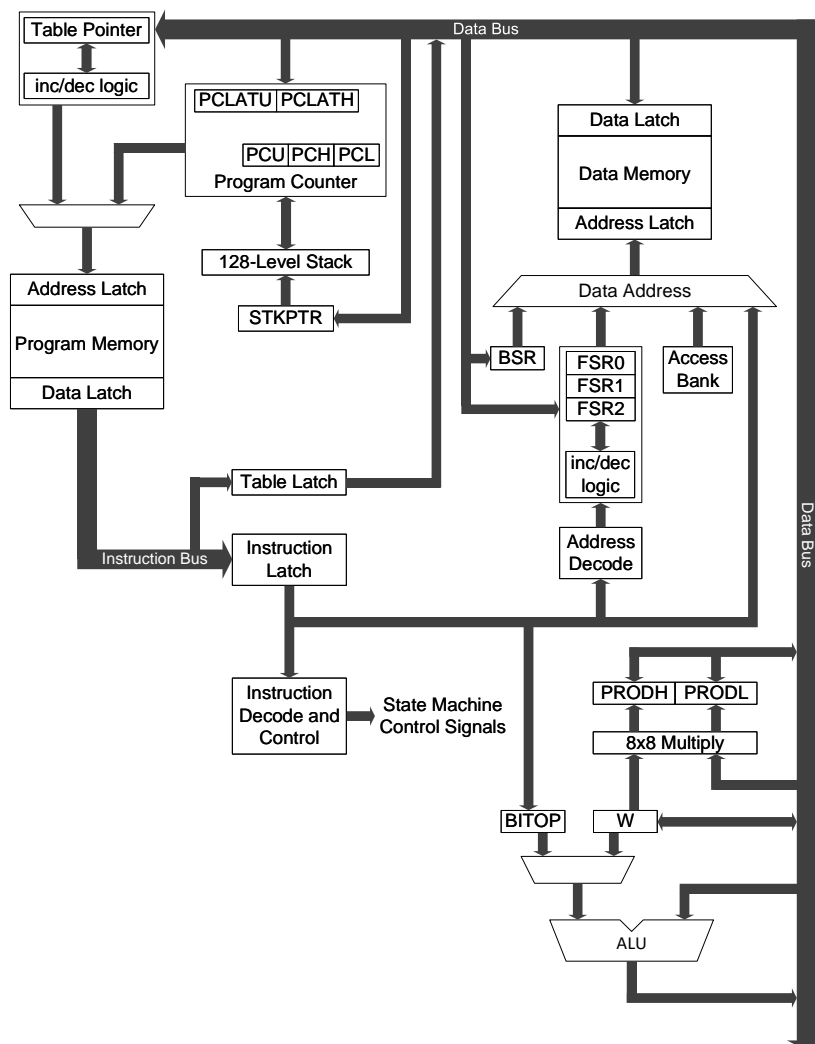 Table Pointer
inc/dec logic
Data Bus
PCLATU PCLATH
PCU PCH PCL
Program Counter
128-Level Stack
STKPTR
Data Latch
Data Memory
Address Latch
Data Address
BSR
FSR0
FSR1
FSR2
inc/dec
logic
Access
Bank
Address
Decode
Address Latch
Program Memory
Data Latch
Table Latch
Instruction Bus
Instruction
Latch
Data Bus
Instruction
Decode and
Control
State Machine
Control Signals
PRODH PRODL
8x8 Multiply
BITOP
W
ALU